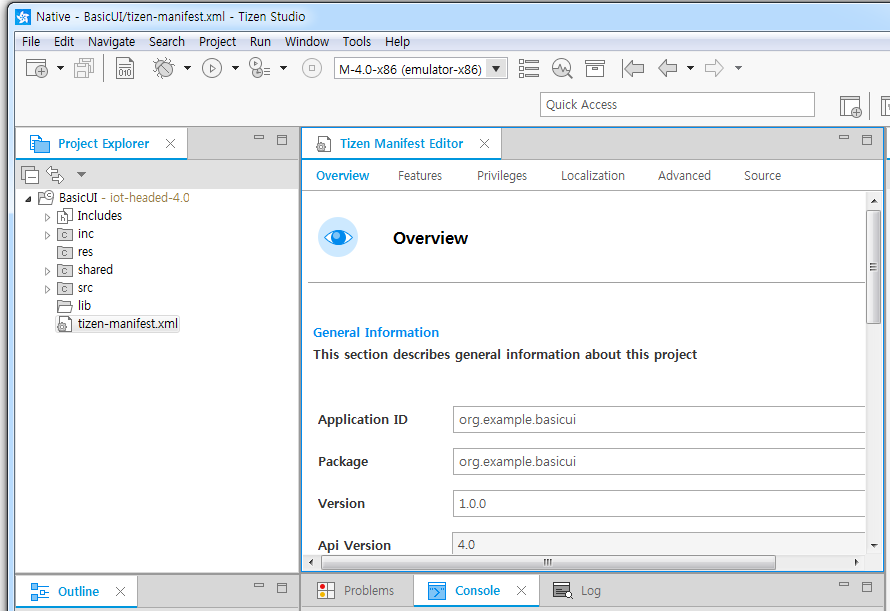 Native - BasicUI/tizen-manifest.xml - Tizen Studio
File Edit Navigate Search Project Run Window Tools Help
010 M-4.0-x86 (emulator-x86)
Quick Access
Project Explorer
BasicUI - iot-headed-4.0
Includes
inc
res
shared
src
lib
tizen-manifest.xml
Outline
Tizen Manifest Editor
Overview Features Privileges Localization Advanced Source
Overview
General Information
This section describes general information about this project
Application ID org.example.basicui
Package org.example.basicui
Version 1.0.0
Api Version 4.0
Problems Console Log